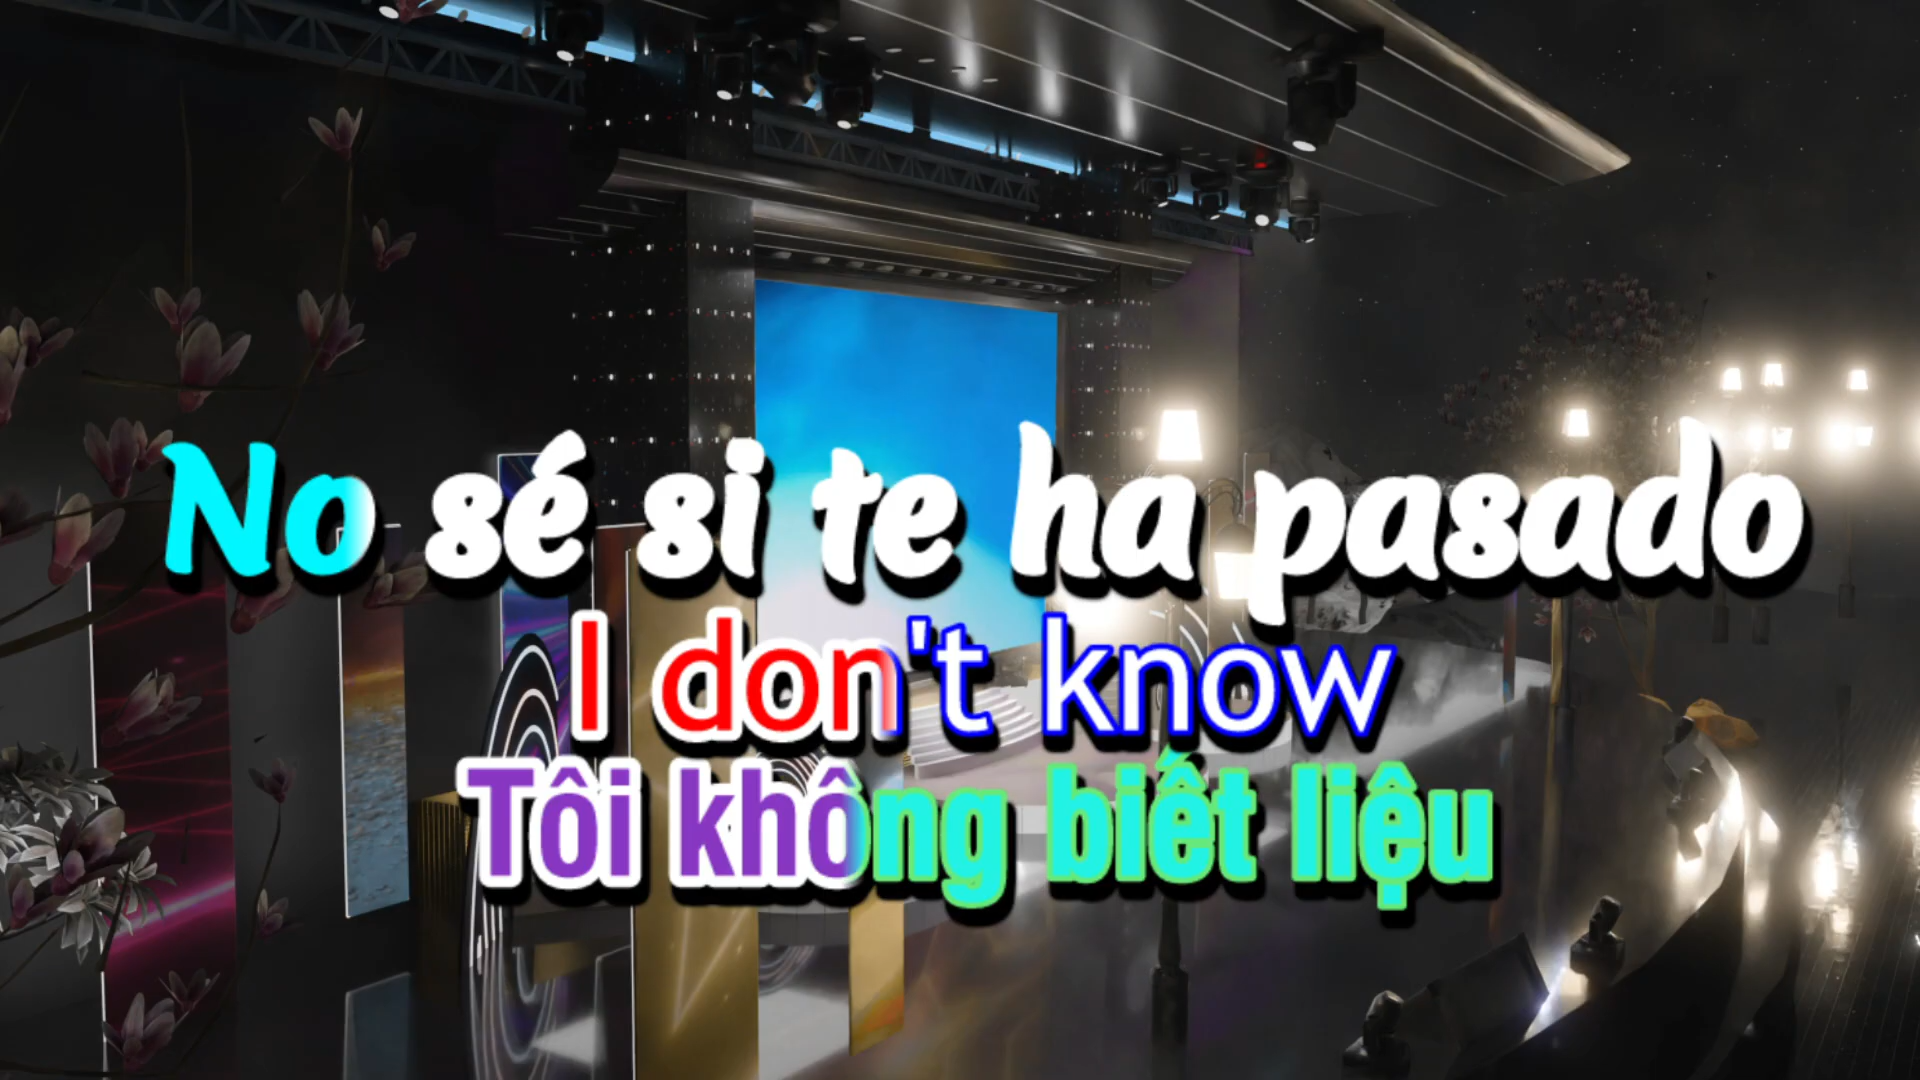 No sé si te ha pasado
I don't know
Tôi không biết liệu